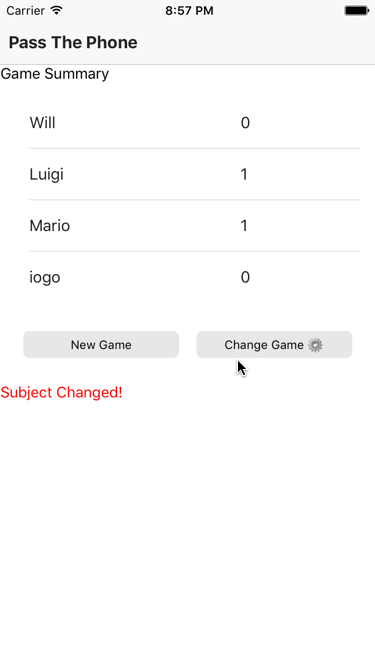 Carrier 8:57 PM
Pass The Phone
Game Summary
Will 0
Luigi 1
Mario 1
iogo 0
New Game Change Game
Subject Changed!